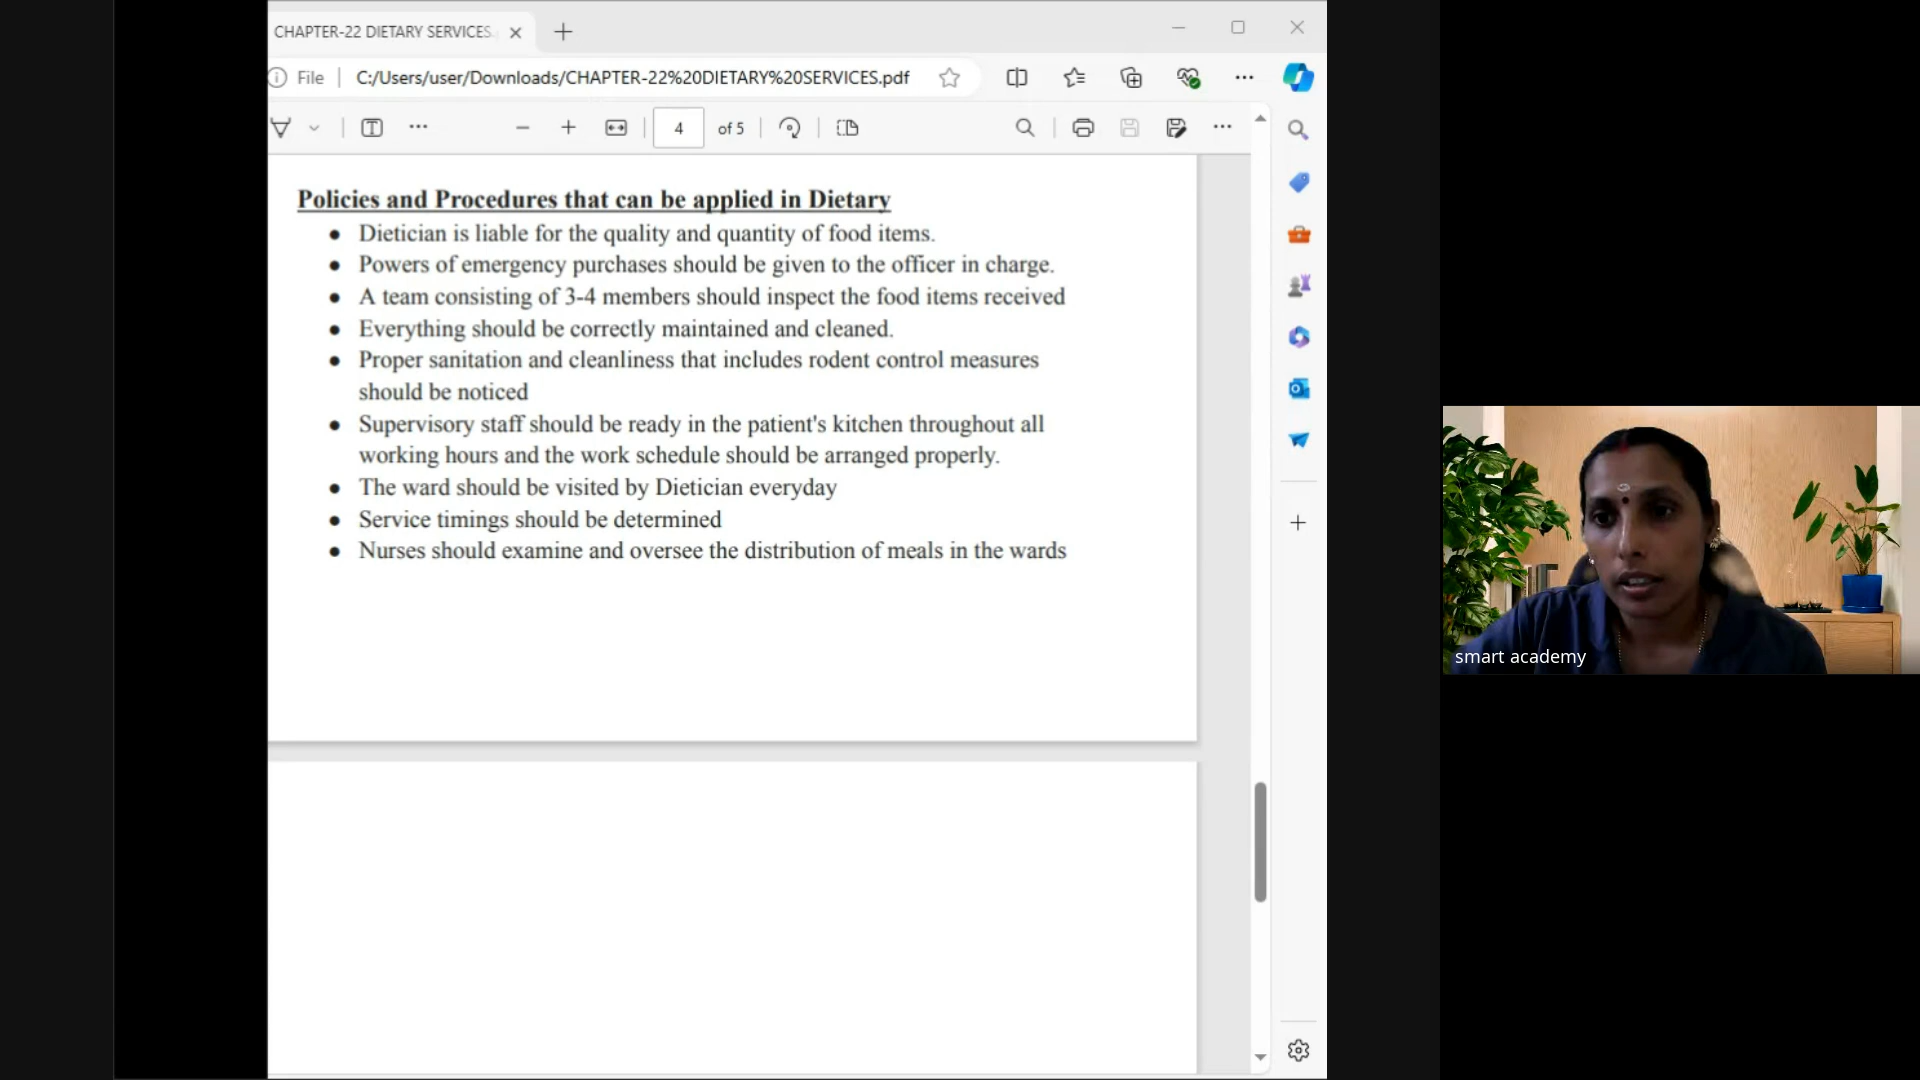 CHAPTER-22 DIETARY SERVICES.
File
C:/Users/user/Downloads/CHAPTER-22%20DIETARY%20SERVICES.pdf
4 of 5
Policies and Procedures that can be applied in Dietary
● Dietician is liable for the quality and quantity of food items.
● Powers of emergency purchases should be given to the officer in charge.
● A team consisting of 3-4 members should inspect the food items received
● Everything should be correctly maintained and cleaned.
● Proper sanitation and cleanliness that includes rodent control measures
should be noticed
● Supervisory staff should be ready in the patient's kitchen throughout all
working hours and the work schedule should be arranged properly.
● The ward should be visited by Dietician everyday
● Service timings should be determined
● Nurses should examine and oversee the distribution of meals in the wards
smart academy